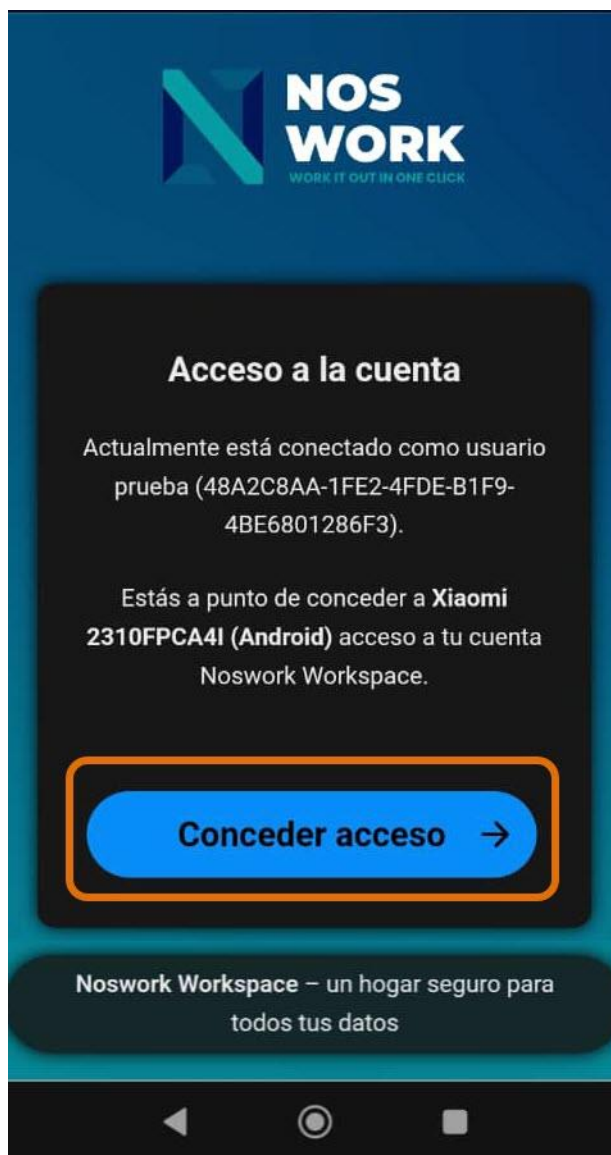 NOS
WORK
WORK IT OUT IN ONE CLICK
Acceso a la cuenta
Actualmente está conectado como usuario
prueba (48A2C8AA-1FE2-4FDE-B1F9-
4BE6801286F3).
Estás a punto de conceder a Xiaomi
2310FPCA4I (Android) acceso a tu cuenta
Noswork Workspace.
Conceder acceso →
Noswork Workspace – un hogar seguro para
todos tus datos